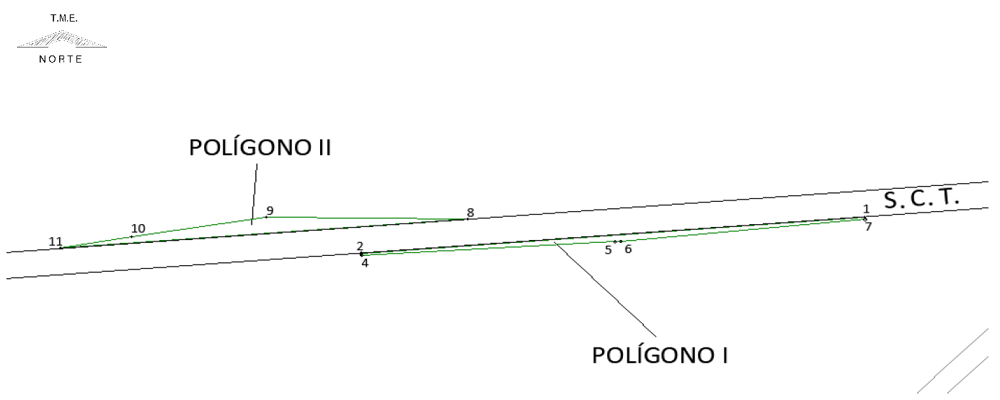 T.M.E.
NORTE
POLÍGONO II
S. C. T.
9
8
1
10
7
11
2
5
6
4
POLÍGONO I